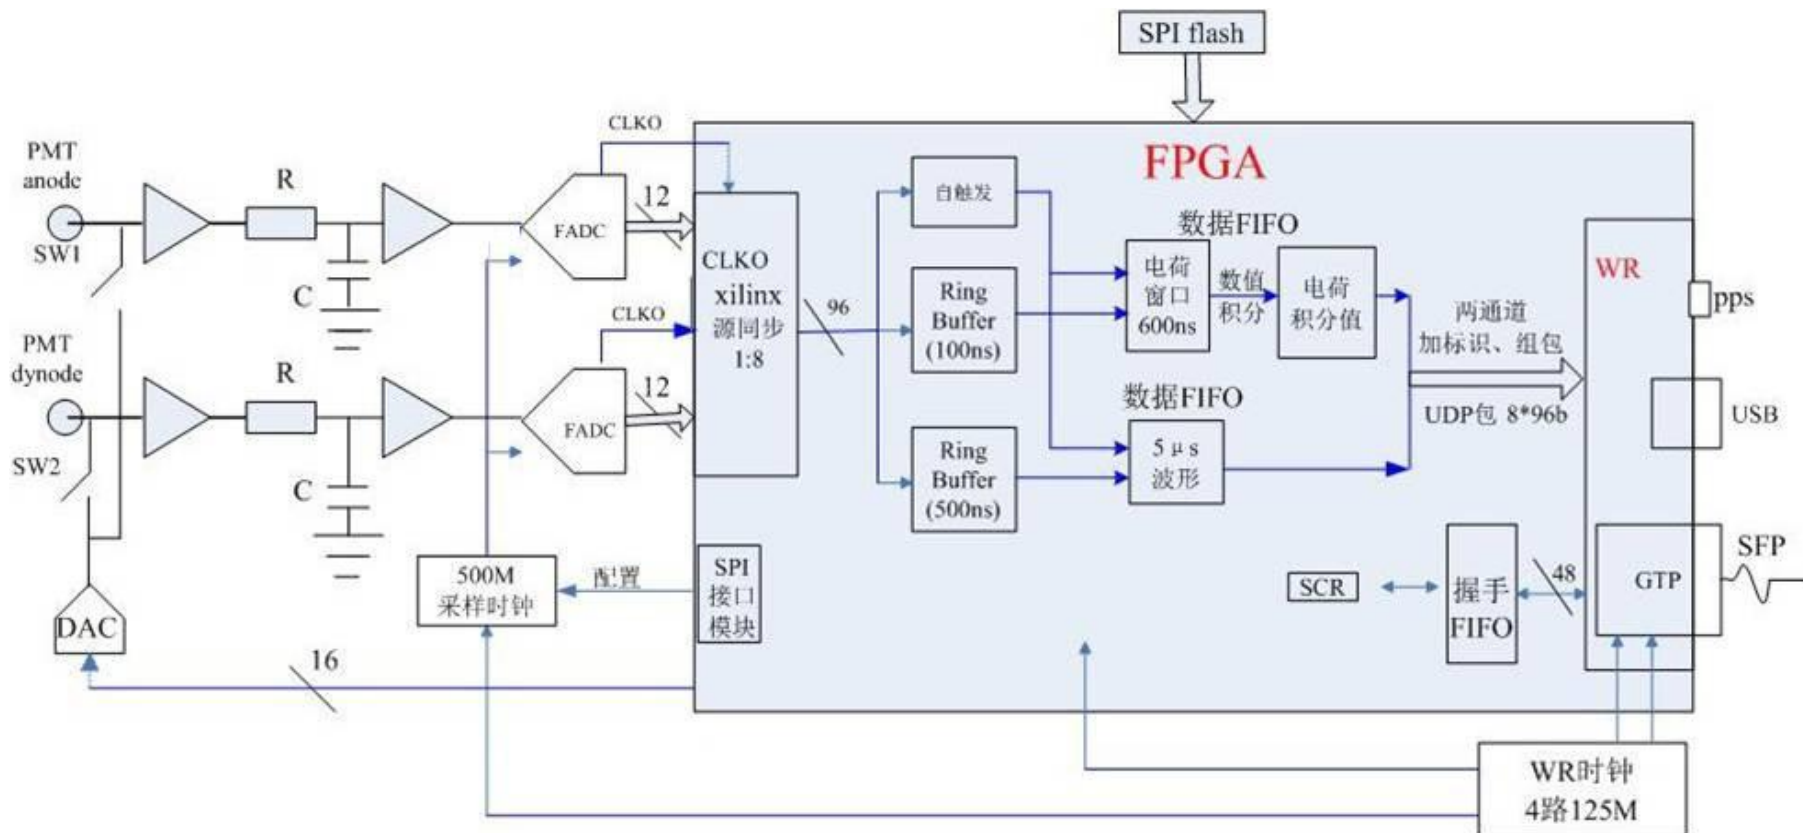 SPI flash
CLKO
PMT
anode
SW1
R
C
FADC
12
CLKO
PMT
dynode
SW2
R
C
FADC
12
CLKO
xilinx
源同步
1:8
96
FPGA
自触发
Ring
Buffer
(100ns)
Ring
Buffer
(500ns)
数据FIFO
电荷
窗口
600ns
数值
积分
电荷
积分值
数据FIFO
5μs
波形
两通道
加标识、组包
UDP包 8*96b
WR
pps
USB
SFP
GTP
48
握手
FIFO
SCR
SPI
接口
模块
配置
500M
采样时钟
DAC
16
WR时钟
4路125M